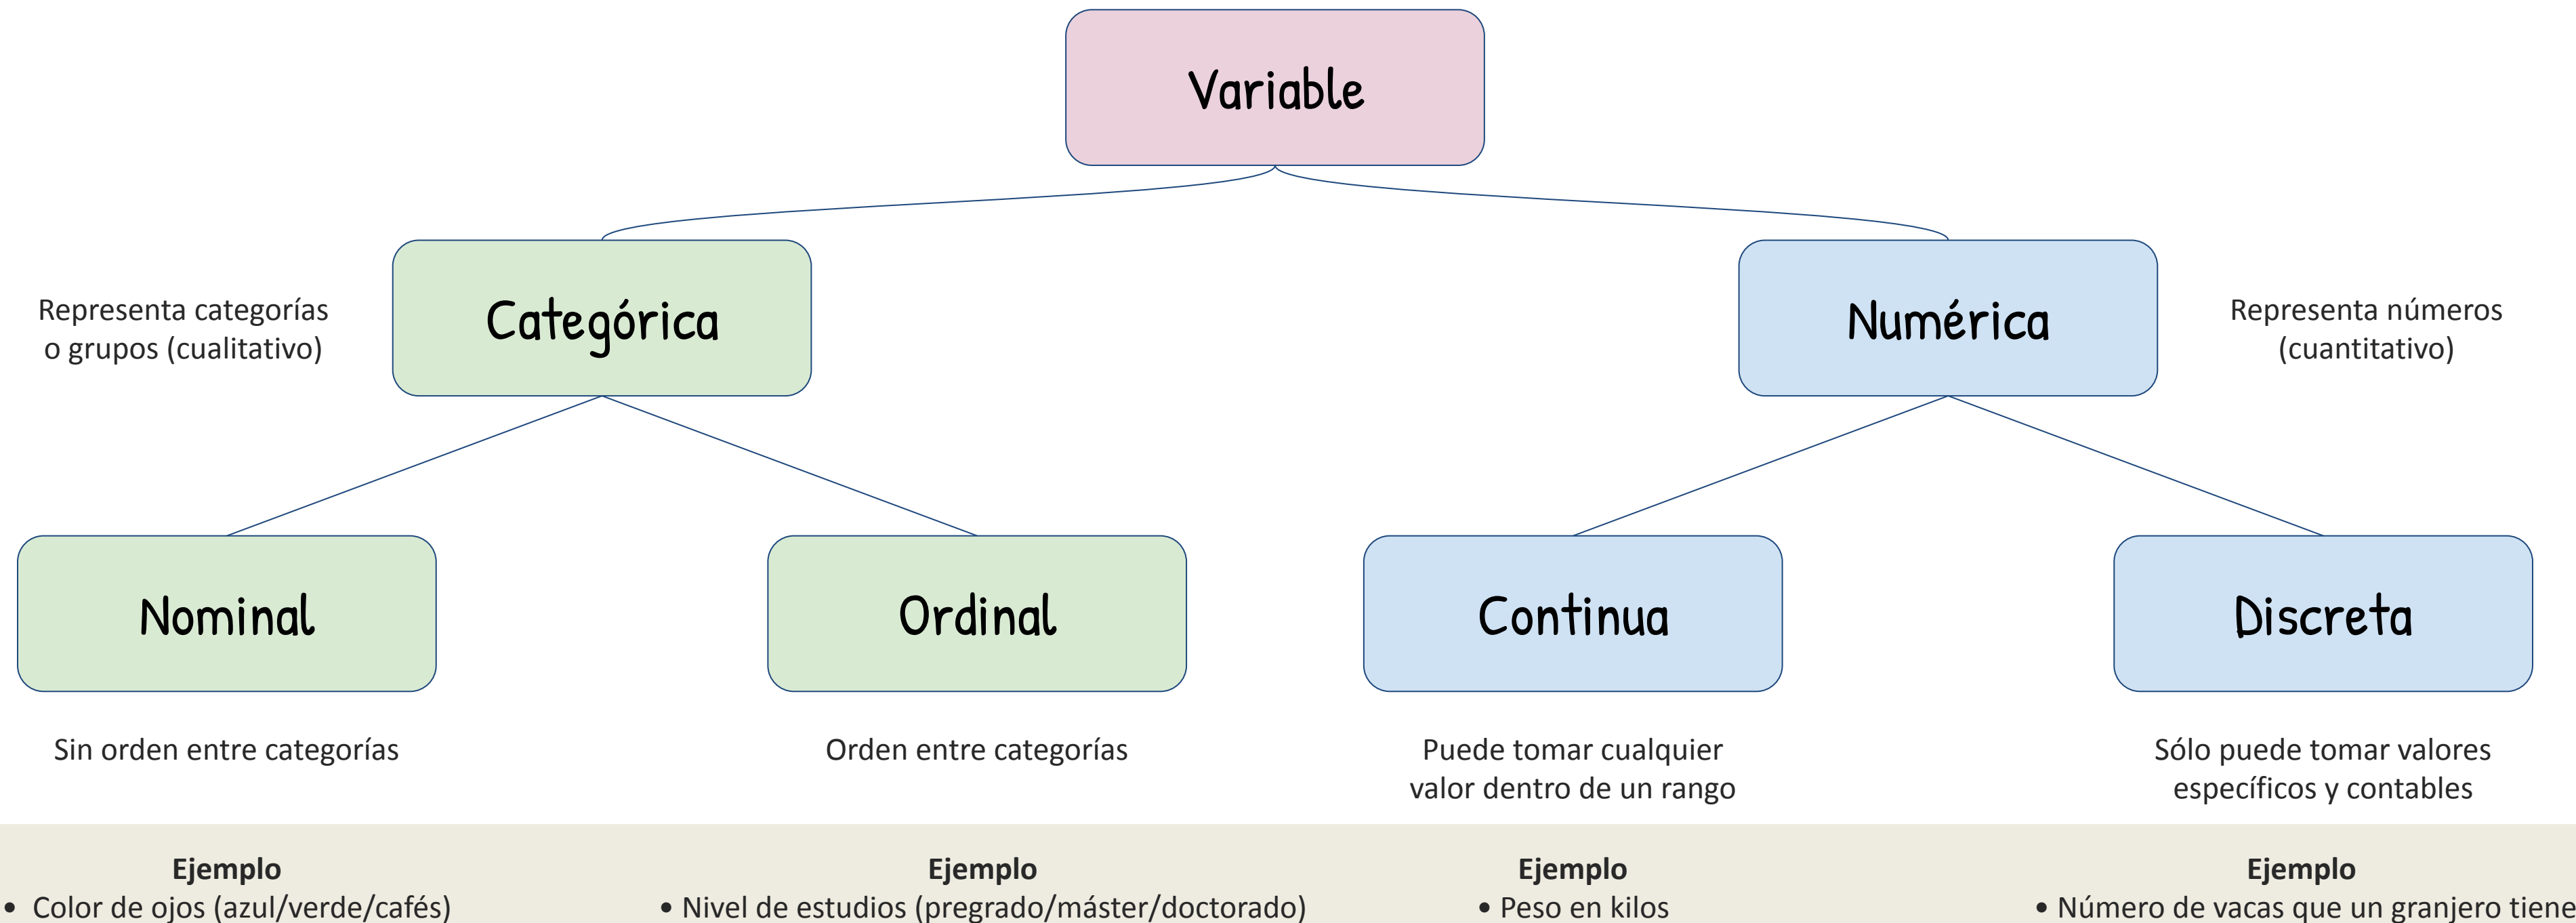 Variable
Representa categorías
o grupos (cualitativo)
Categórica
Numérica
Representa números
(cuantitativo)
Nominal
Ordinal
Continua
Discreta
Sin orden entre categorías
Orden entre categorías
Puede tomar cualquier
valor dentro de un rango
Sólo puede tomar valores
específicos y contables
Ejemplo
• Color de ojos (azul/verde/cafés)
Ejemplo
• Nivel de estudios (pregrado/máster/doctorado)
Ejemplo
• Peso en kilos
Ejemplo
• Número de vacas que un granjero tiene